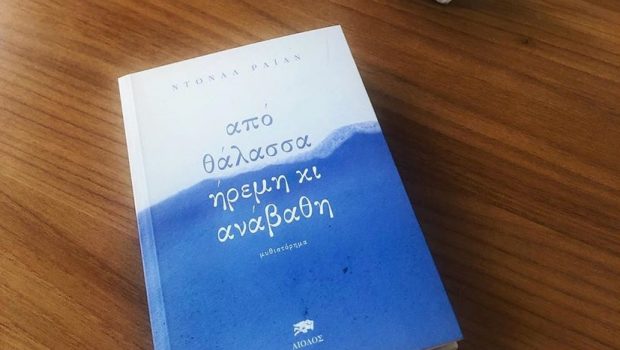 ΝΤΟΝΑΛ ΡΑΪΑΝ
από
θάλασσα
ήρεμη κι
ανάβαθη
μυθιστόρημα
ΑΙΟΛΟΣ